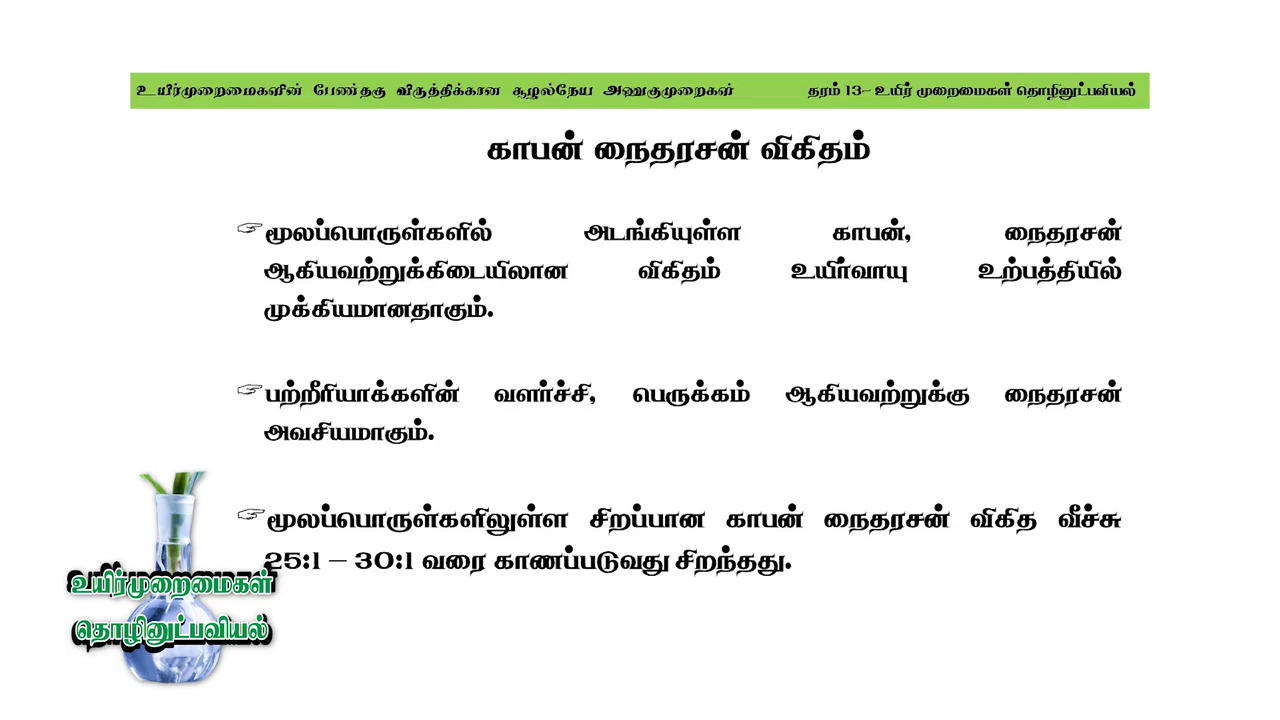 உயிர்முறைமைகளின் பேண்தகு விருத்திக்கான சூழல்நேய அணுகுமுறைகள் தரம் 13– உயிர் முறைமைகள் தொழினுட்பவியல்
காபன் நைதரசன் விகிதம்
☞மூலப்பொருள்களில் அடங்கியுள்ள காபன், நைதரசன்
ஆகியவற்றுக்கிடையிலான விகிதம் உயிர்வாயு உற்பத்தியில்
முக்கியமானதாகும்.
☞பற்றீரியாக்களின் வளர்ச்சி, பெருக்கம் ஆகியவற்றுக்கு நைதரசன்
அவசியமாகும்.
☞மூலப்பொருள்களிலுள்ள சிறப்பான காபன் நைதரசன் விகித வீச்சு
25:1 – 30:1 வரை காணப்படுவது சிறந்தது.
உயிர்முறைமைகள்
தொழினுட்பவியல்